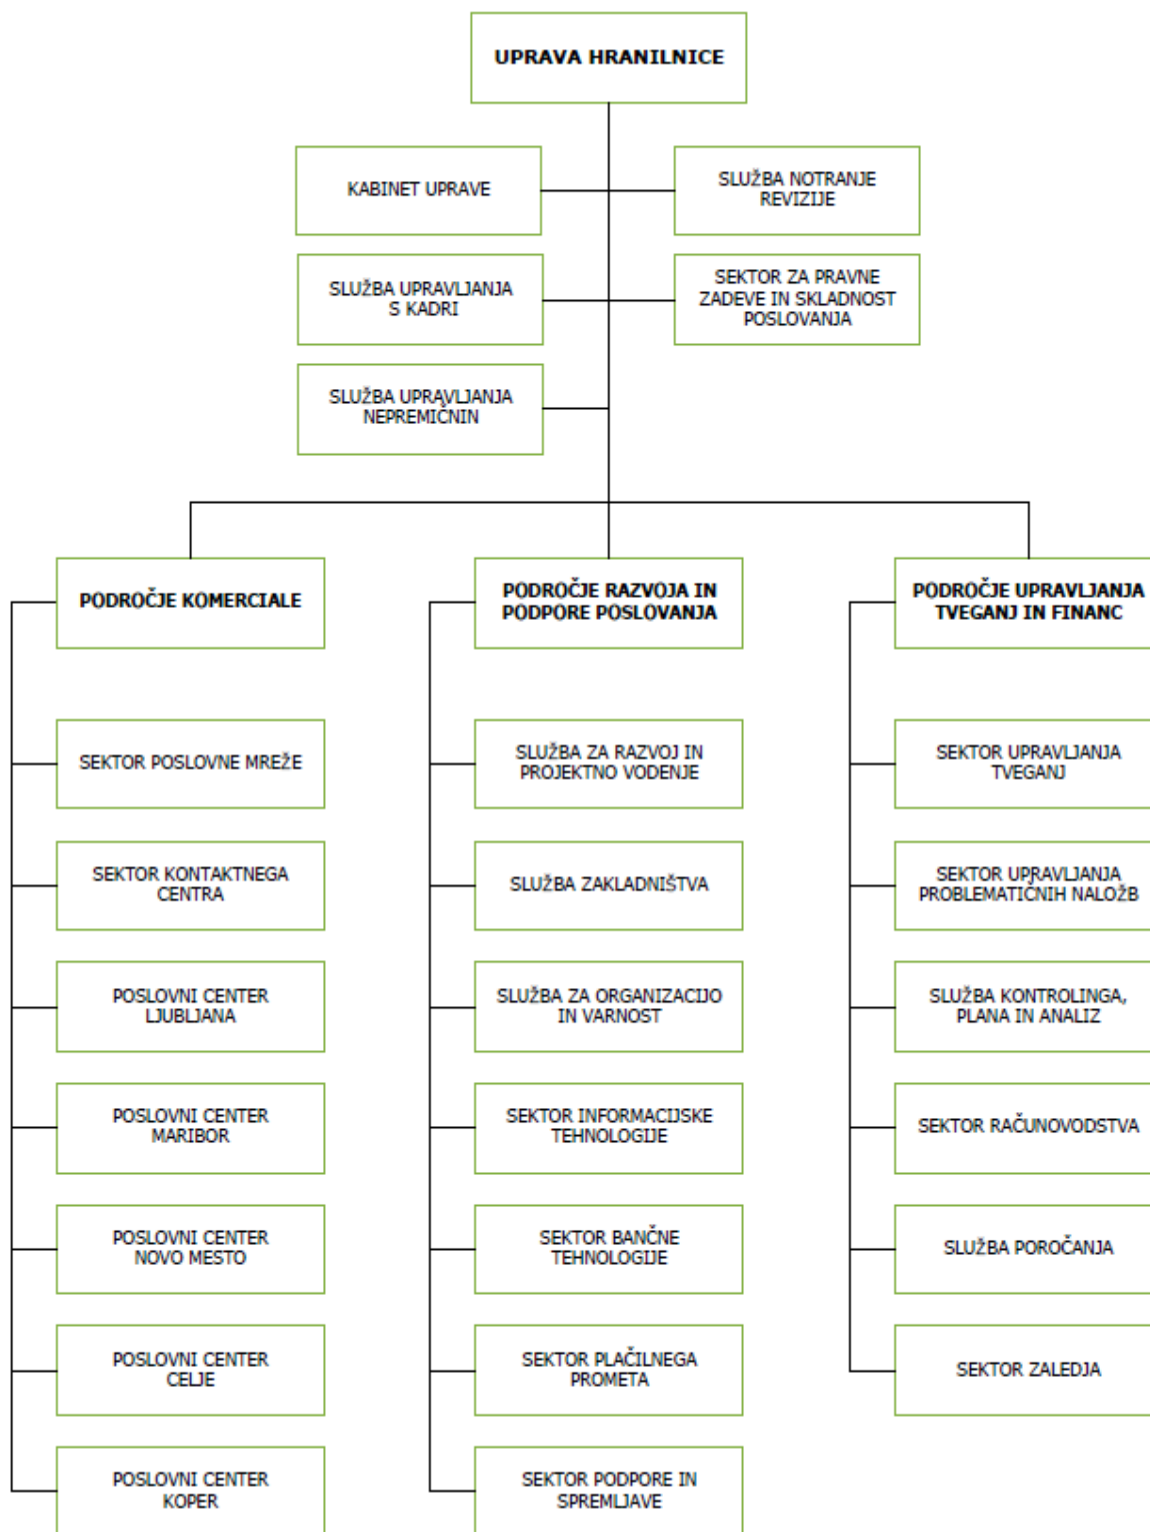 UPRAVA HRANILNICE
KABINET UPRAVE
SLUŽBA NOTRANJE
REVIZIJE
SLUŽBA UPRAVLJANJA
S KADRI
SEKTOR ZA PRAVNE
ZADEVE IN SKLADNOST
POSLOVANJA
SLUŽBA UPRAVLJANJA
NEPREMIČNIN
PODROČJE KOMERCIALE
SEKTOR POSLOVNE MREŽE
SEKTOR KONTAKTNEGA
CENTRA
POSLOVNI CENTER
LJUBLJANA
POSLOVNI CENTER
MARIBOR
POSLOVNI CENTER
NOVO MESTO
POSLOVNI CENTER
CELJE
POSLOVNI CENTER
KOPER
PODROČJE RAZVOJA IN
PODPORE POSLOVANJA
SLUŽBA ZA RAZVOJ IN
PROJEKTNO VODENJE
SLUŽBA ZAKLADNIŠTVA
SLUŽBA ZA ORGANIZACIJO
IN VARNOST
SEKTOR INFORMACIJSKE
TEHNOLOGIJE
SEKTOR BANČNE
TEHNOLOGIJE
SEKTOR PLAČILNEGA
PROMETA
SEKTOR PODPORE IN
SPREMLJAVE
PODROČJE UPRAVLJANJA
TVEGANJ IN FINANC
SEKTOR UPRAVLJANJA
TVEGANJ
SEKTOR UPRAVLJANJA
PROBLEMATIČNIH NALOŽB
SLUŽBA KONTROLINGA,
PLANA IN ANALIZ
SEKTOR RAČUNOVODSTVA
SLUŽBA POROČANJA
SEKTOR ZALEDJA